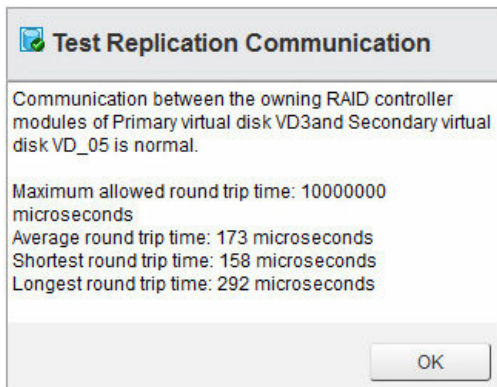 Test Replication Communication
Communication between the owning RAID controller
modules of Primary virtual disk VD3and Secondary virtual
disk VD_05 is normal.
Maximum allowed round trip time: 10000000
microseconds
Average round trip time: 173 microseconds
Shortest round trip time: 158 microseconds
Longest round trip time: 292 microseconds
OK